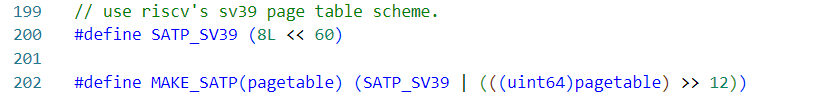 199 // use riscv's sv39 page table scheme.
200 #define SATP_SV39 (8L << 60)
201
202 #define MAKE_SATP(pagetable) (SATP_SV39 | (((uint64)pagetable) >> 12))